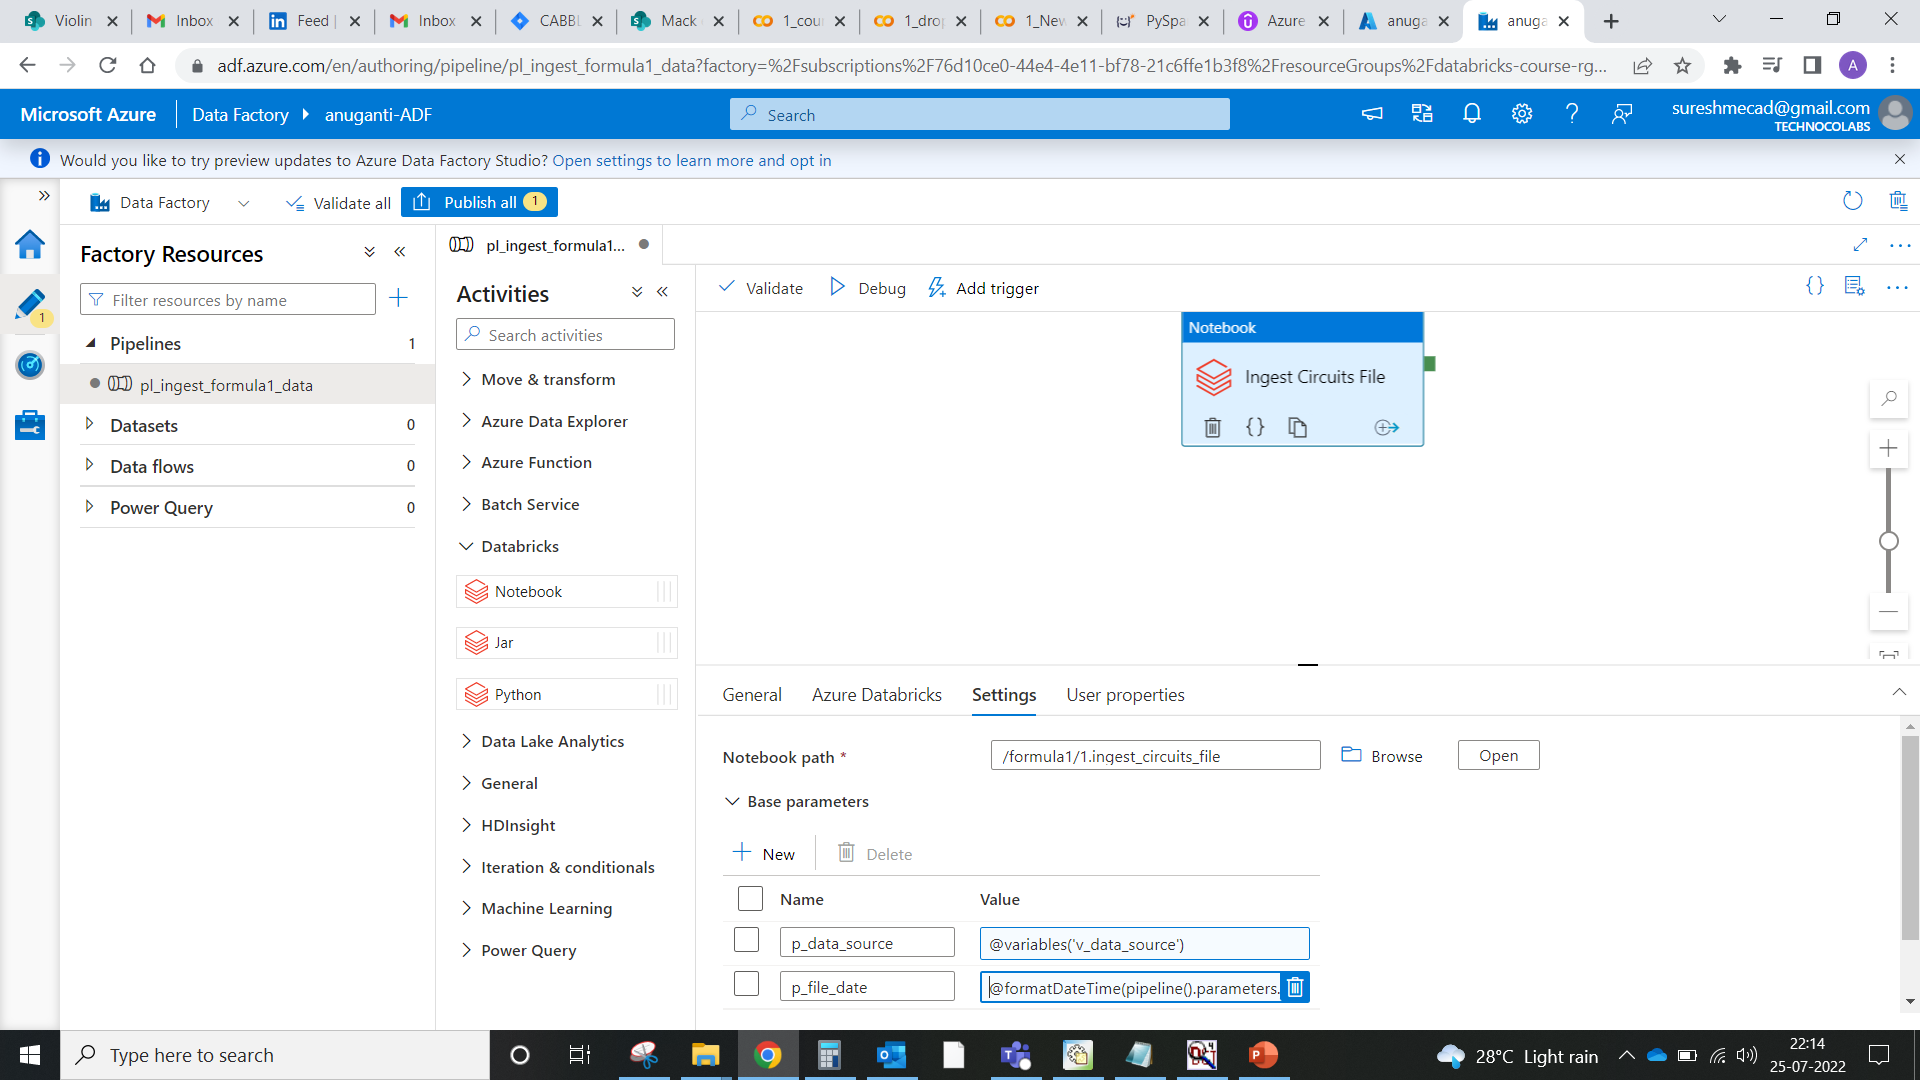 Violin
Inbox
Feed |
Inbox
CABBL
Mack
1_cour
1_drop
1_New
PySpa
Azure
anuga
anuga
adf.azure.com/en/authoring/pipeline/pl_ingest_formula1_data?factory=%2Fsubscriptions%2F76d10ce0-44e4-4e11-bf78-21c6ffe1b3f8%2FresourceGroups%2Fdatabricks-course-rg...
A
Microsoft Azure
Data Factory
anuganti-ADF
Search
sureshmecad@gmail.com
TECHNOCOLABS
Would you like to try preview updates to Azure Data Factory Studio? Open settings to learn more and opt in
Data Factory
Validate all
Publish all
1
Factory Resources
Filter resources by name
1
Pipelines
1
pl_ingest_formula1_data
Datasets
0
Data flows
0
Power Query
0
pl_ingest_formula1...
Activities
Search activities
Move & transform
Azure Data Explorer
Azure Function
Batch Service
Databricks
Notebook
Jar
Python
Data Lake Analytics
General
HDInsight
Iteration & conditionals
Machine Learning
Power Query
Validate
Debug
Add trigger
Notebook
Ingest Circuits File
General
Azure Databricks
Settings
User properties
Notebook path *
/formula1/1.ingest_circuits_file
Browse
Open
Base parameters
New
Delete
Name
Value
p_data_source
@variables('v_data_source')
p_file_date
@formatDateTime(pipeline().parameters.
Type here to search
28°C Light rain
22:14
25-07-2022